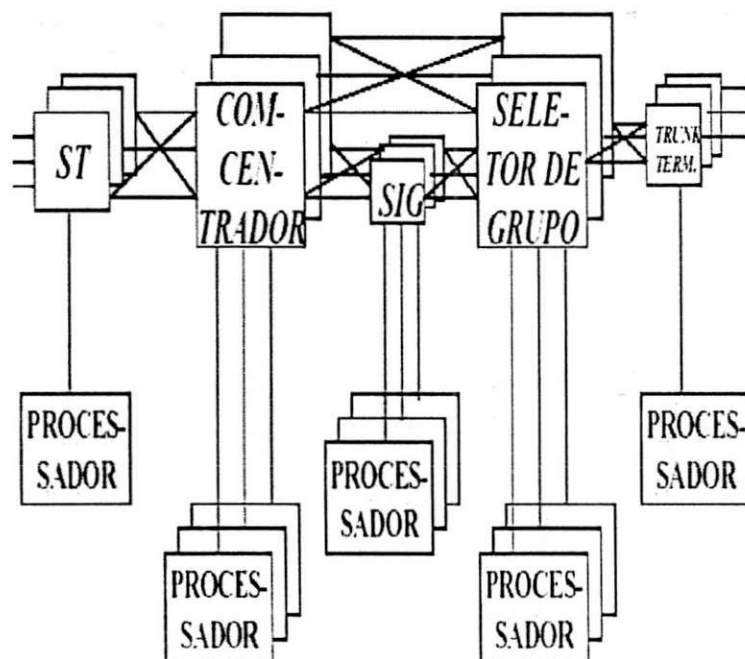 ST
COM-
CEN-
TRADOR
SIG
SELE-
TOR DE
GRUPO
TRUNK
TERM.
PROCES-
SADOR
PROCES-
SADOR
PROCES-
SADOR
PROCES-
SADOR
PROCES-
SADOR